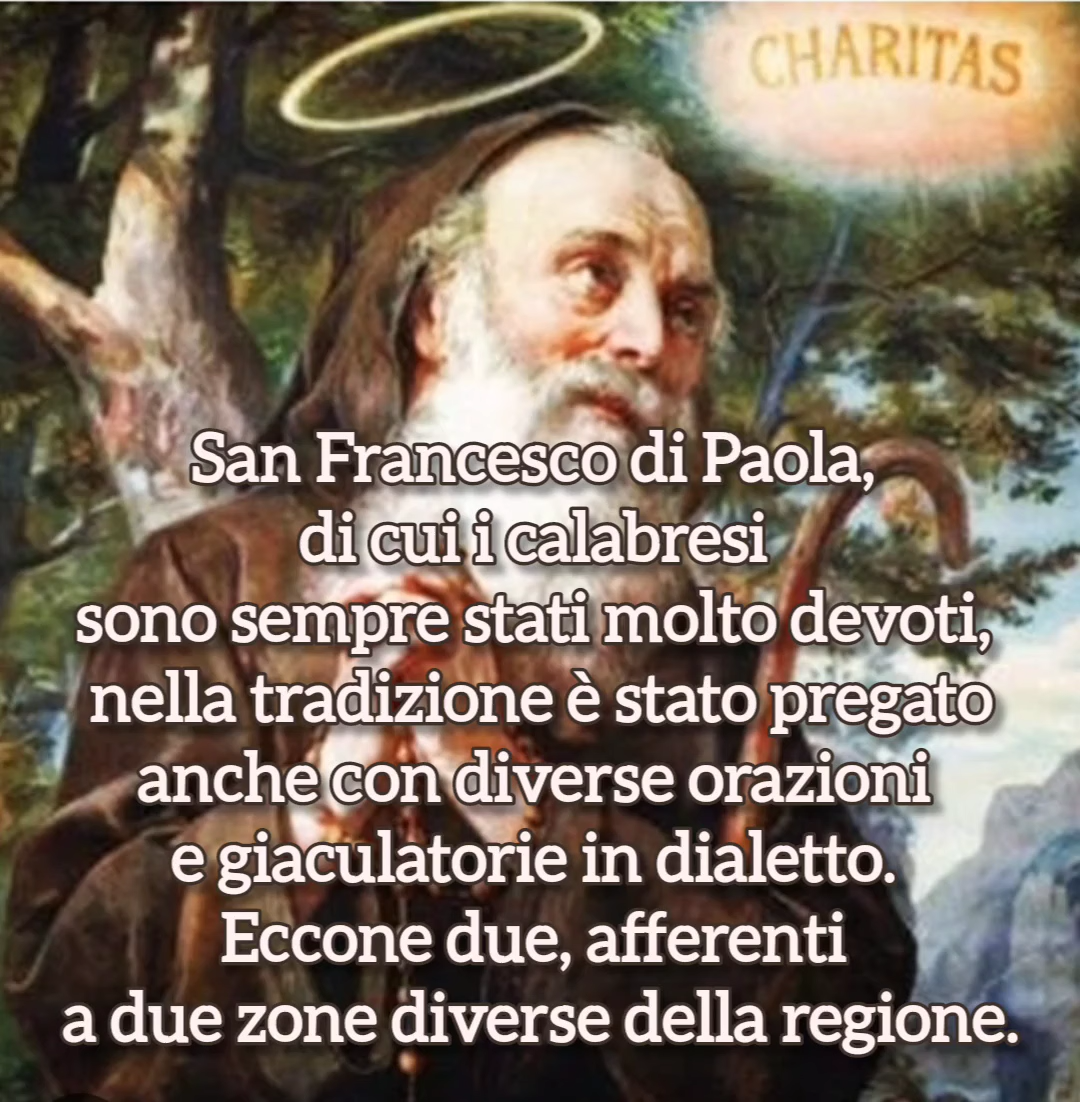 CHARITAS
San Francesco di Paola,
di cui i calabresi
sono sempre stati molto devoti,
nella tradizione è stato pregato
anche con diverse orazioni
e giaculatorie in dialetto.
Eccone due, afferenti
a due zone diverse della regione.